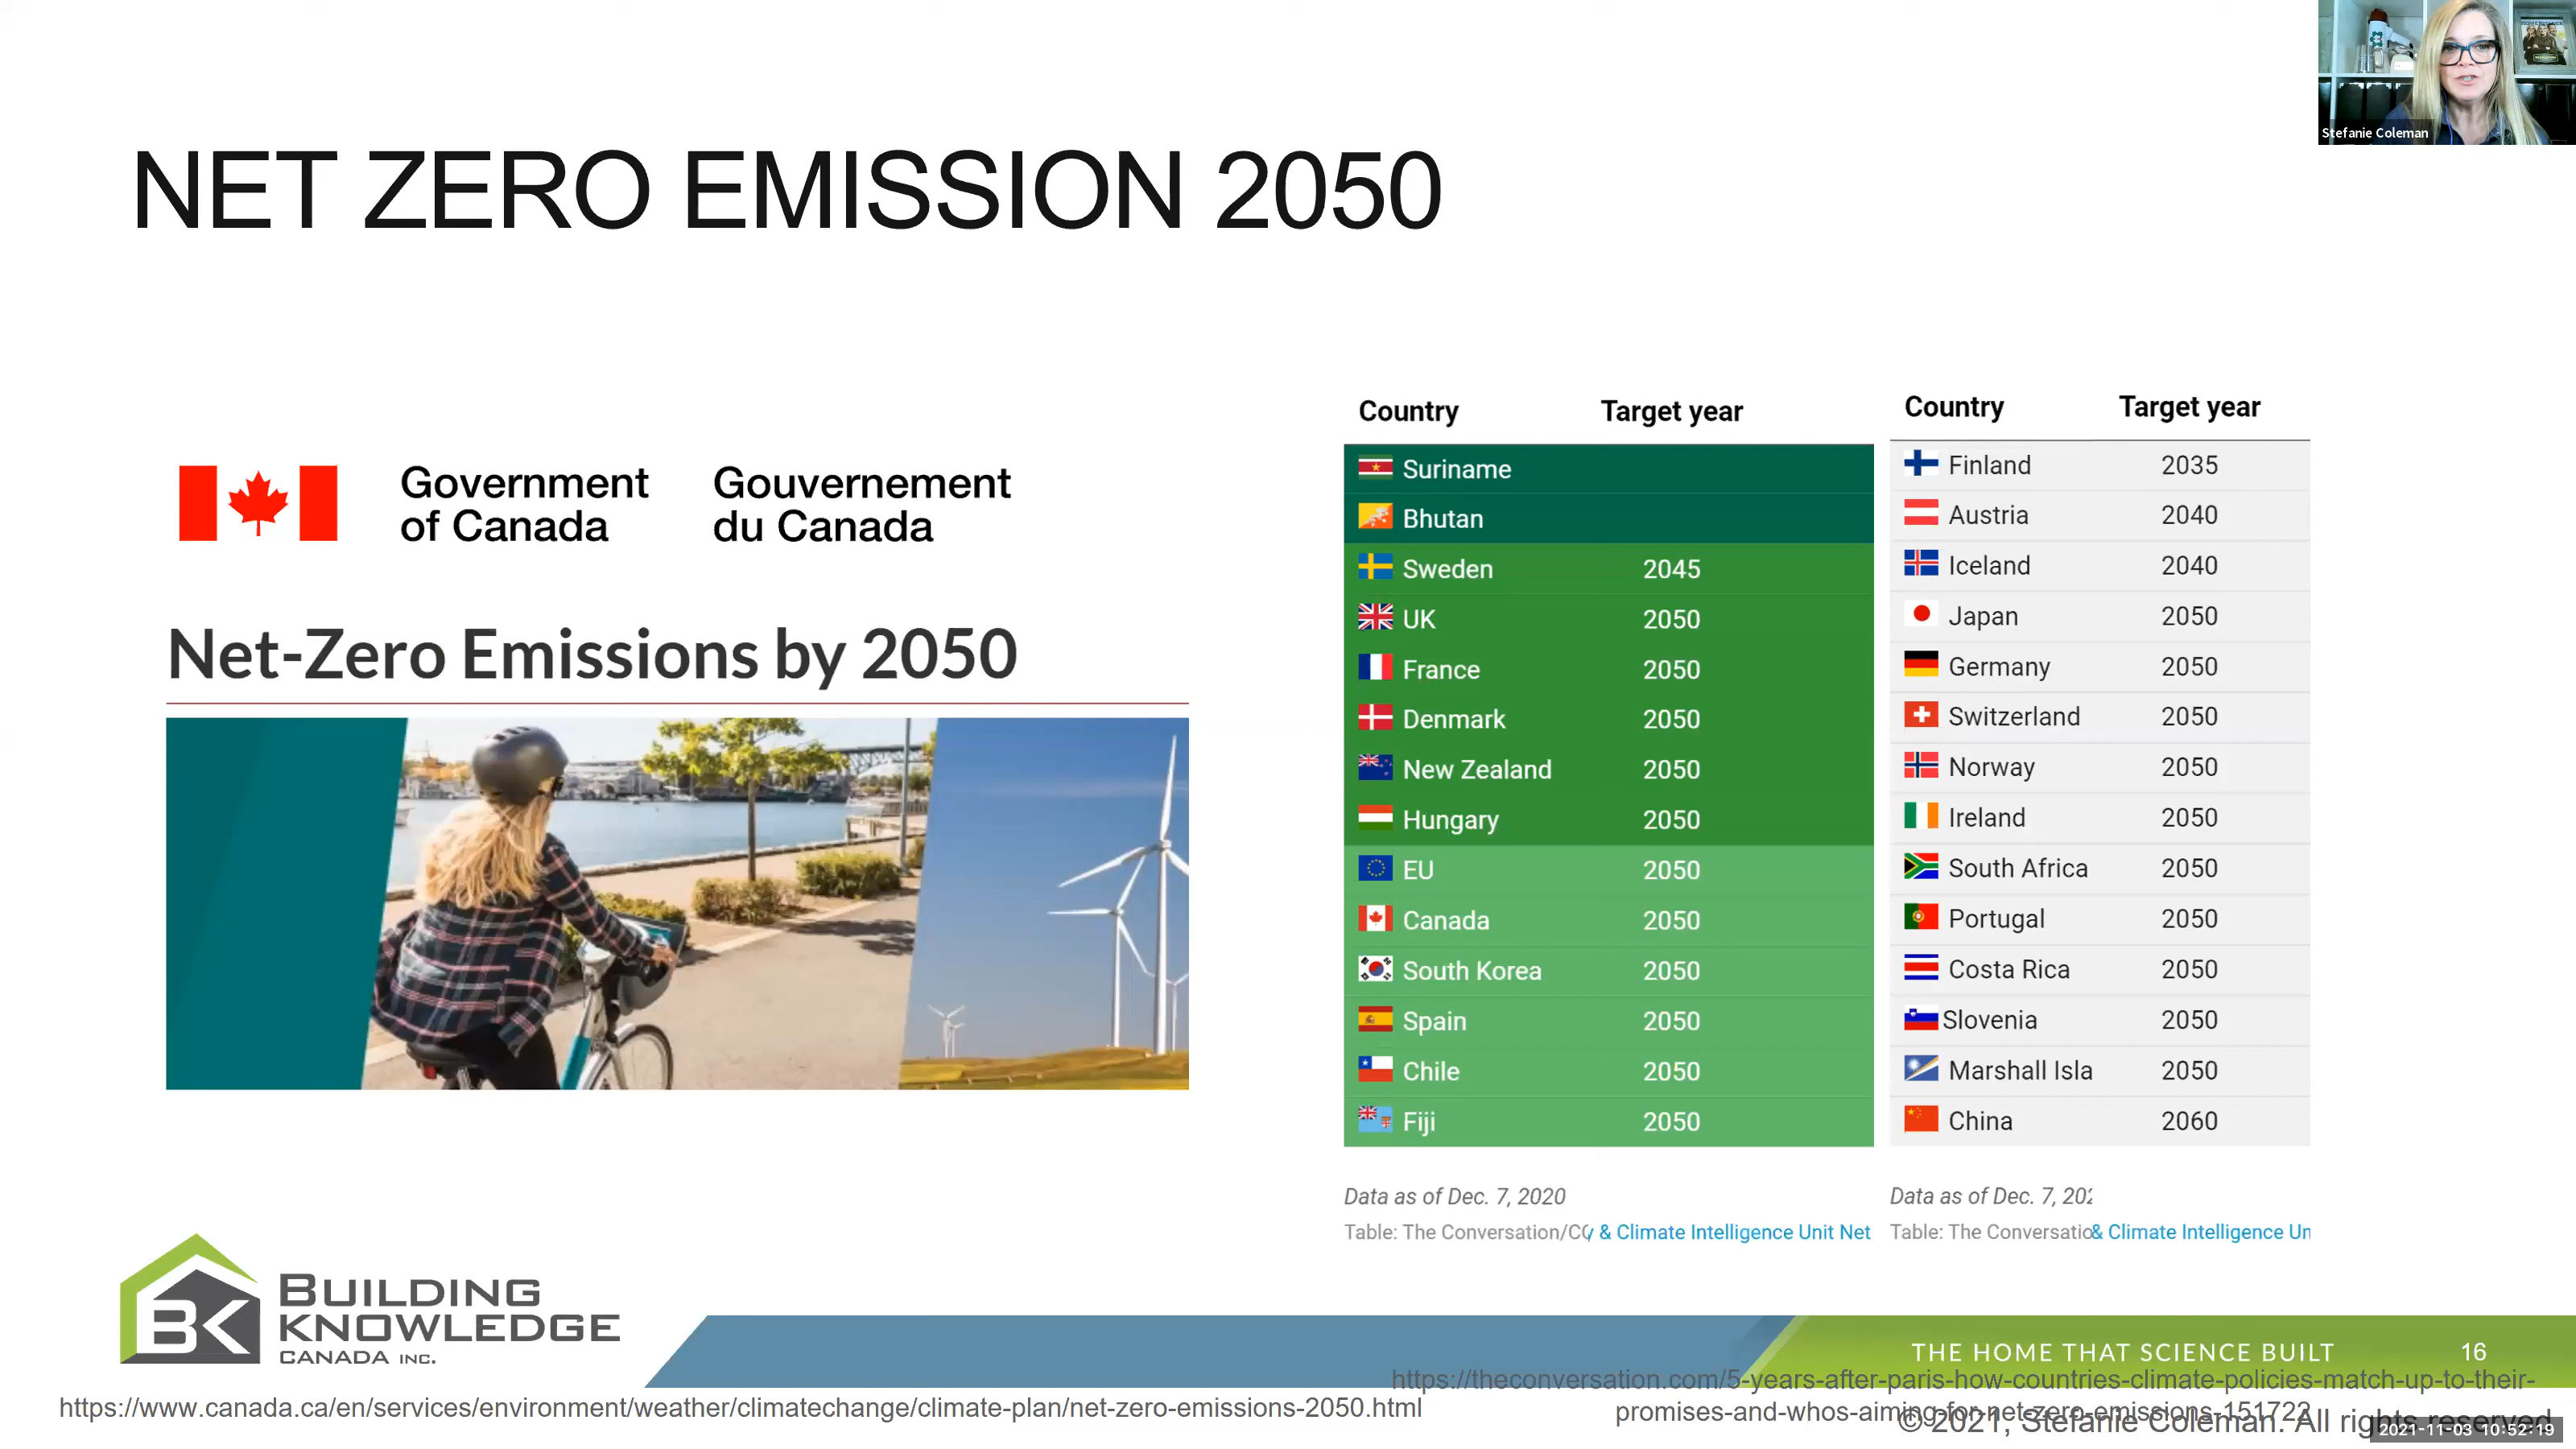 Stefanie Coleman
NET ZERO EMISSION 2050
Government Gouvernement
of Canada du Canada
Net-Zero Emissions by 2050
Country Target year
Suriname
Bhutan
Sweden 2045
UK 2050
France 2050
Denmark 2050
New Zealand 2050
Hungary 2050
EU 2050
Canada 2050
South Korea 2050
Spain 2050
Chile 2050
Fiji 2050
Data as of Dec. 7, 2020
Table: The Conversation/CC y & Climate Intelligence Unit Net
Country Target year
Finland 2035
Austria 2040
Iceland 2040
Japan 2050
Germany 2050
Switzerland 2050
Norway 2050
Ireland 2050
South Africa 2050
Portugal 2050
Costa Rica 2050
Slovenia 2050
Marshall Isla 2050
China 2060
Data as of Dec. 7, 202
Table: The Conversatio & Climate Intelligence Un
BK BUILDING
KNOWLEDGE
CANADA INC.
THE HOME THAT SCIENCE BUILT 16
https://www.canada.ca/en/services/environment/weather/climatechange/climate-plan/net-zero-emissions-2050.html
https://theconversation.com/5-years-after-paris-how-countries-climate-policies-match-up-to-their-
promises-and-whos-aiming-for-net-zero-emissions-151722
© 2021, Stefanie Coleman. All rights reserved
2021-11-03 10:52:19